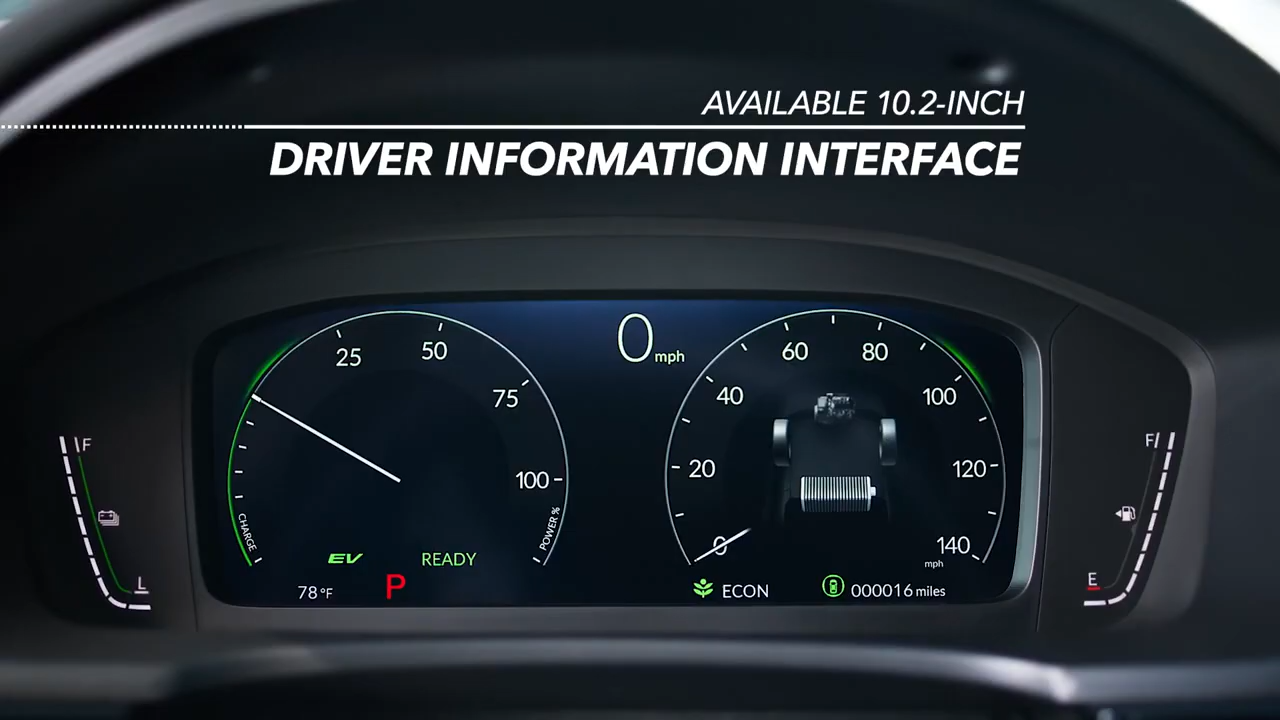 AVAILABLE 10.2-INCH
DRIVER INFORMATION INTERFACE
0 mph
25
50
75
100
CHARGE
POWER %
EV
READY
78 °F
P
0
20
40
60
80
100
120
140
mph
ECON
000016 miles
F
L
F
E